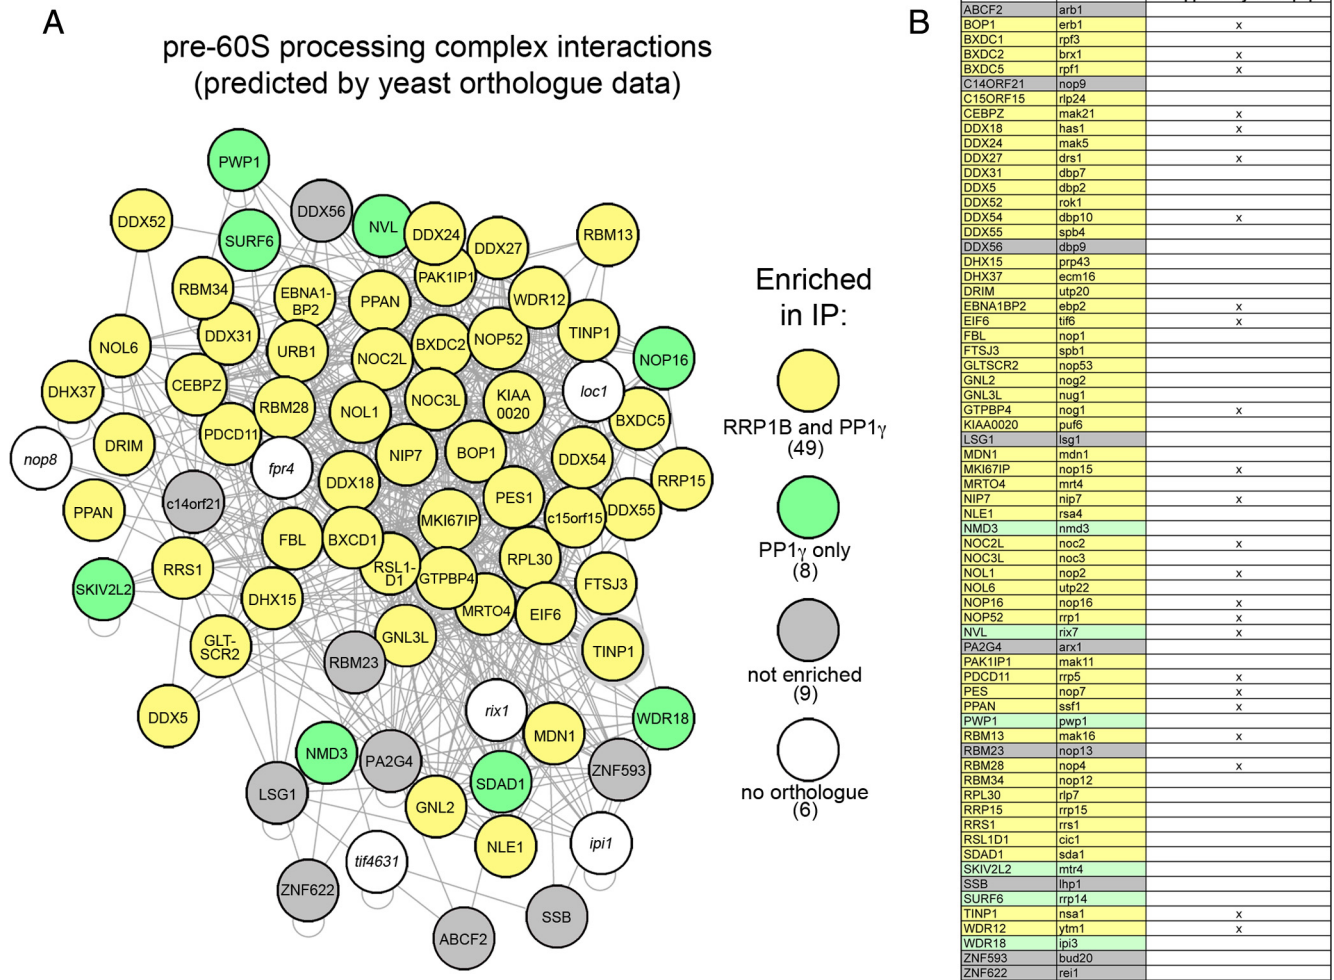 A
pre-60S processing complex interactions
(predicted by yeast orthologue data)
PWP1
DDX52
SURF6
DDX56
NVL
DDX24
DDX27
RBM13
PAK1IP1
RBM34
EBNA1-
BP2
PPAN
WDR12
TINP1
DDX31
NOL6
URB1
NOC2L
BXDC2
NOP52
NOP16
DHX37
CEBPZ
RBM28
NOL1
NOC3L
KIAA
0020
loc1
BXDC5
DRIM
PDCD11
NIP7
BOP1
DDX54
nop8
fpr4
DDX18
RRP15
PPAN
c14orf21
MKI67IP
PES1
c15orf15
DDX55
FBL
BXCD1
RSL1-
D1
GTPBP4
RPL30
FTSJ3
SKIV2L2
RRS1
DHX15
MRTO4
EIF6
GLT-
SCR2
GNL3L
RBM23
TINP1
DDX5
rix1
MDN1
WDR18
NMD3
PA2G4
SDAD1
ZNF593
LSG1
GNL2
NLE1
ipi1
tif4631
ZNF622
ABCF2
SSB
Enriched
in IP:
RRP1B and PP1γ
(49)
PP1γ only
(8)
not enriched
(9)
no orthologue
(6)
B
ABCF2 arb1
BOP1 erb1 x
BXDC1 rpf3
BXDC2 brx1 x
BXDC5 rpf1 x
C14ORF21 nop9
C15ORF15 rlp24
CEBPZ mak21 x
DDX18 has1 x
DDX24 mak5
DDX27 drs1 x
DDX31 dbp7
DDX5 dbp2
DDX52 rok1
DDX54 dbp10 x
DDX55 spb4
DDX56 dbp9
DHX15 prp43
DHX37 ecm16
DRIM utp20
EBNA1BP2 ebp2 x
EIF6 tif6 x
FBL nop1
FTSJ3 spb1
GLTSCR2 nop53
GNL2 nog2
GNL3L nug1
GTPBP4 nog1 x
KIAA0020 puf6
LSG1 lsg1
MDN1 mdn1
MKI67IP nop15 x
MRTO4 mrt4
NIP7 nip7 x
NLE1 rsa4
NMD3 nmd3
NOC2L noc2 x
NOC3L noc3
NOL1 nop2 x
NOL6 utp22
NOP16 nop16 x
NOP52 rrp1 x
NVL rix7 x
PA2G4 arx1
PAK1IP1 mak11
PDCD11 rrp5 x
PES nop7 x
PPAN ssf1 x
PWP1 pwp1
RBM13 mak16 x
RBM23 nop13
RBM28 nop4 x
RBM34 nop12
RPL30 rlp7
RRP15 rrp15
RRS1 rrs1
RSL1D1 cic1
SDAD1 sda1
SKIV2L2 mtr4
SSB lhp1
SURF6 rrp14
TINP1 nsa1 x
WDR12 ytm1 x
WDR18 ipi3
ZNF593 bud20
ZNF622 rei1